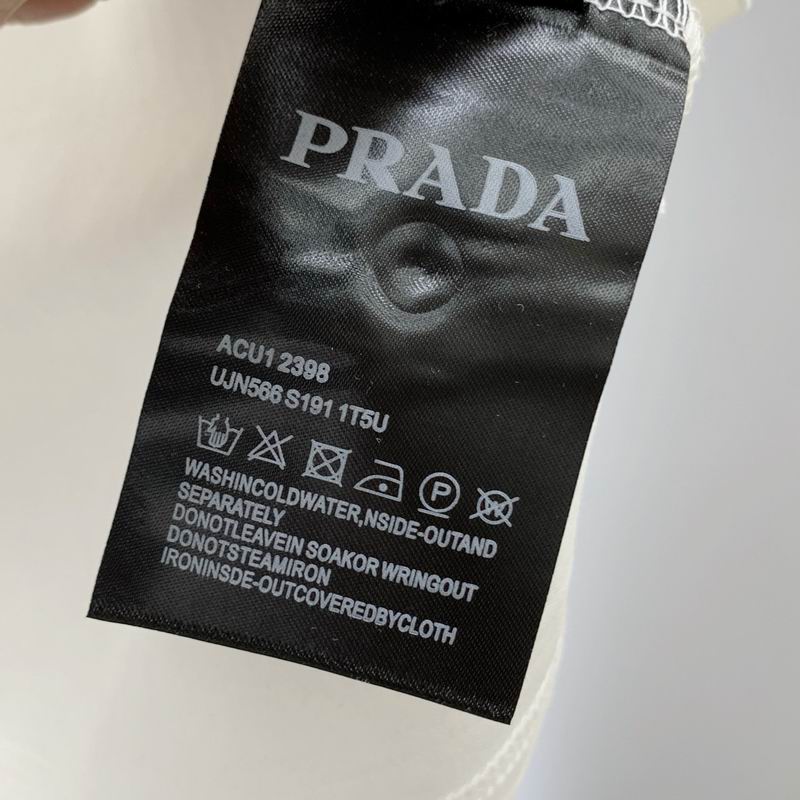 PRADA
ACU1 2398
UJN566 S191 1T5U
P
W
WASHINCOLDWATER,NSIDE-OUTAND
SEPARATELY
DONOTLEAVEIN SOAKOR WRINGOUT
DONOTSTEAMIRON
IRONINSDE-OUTCOVEREDBYCLOTH